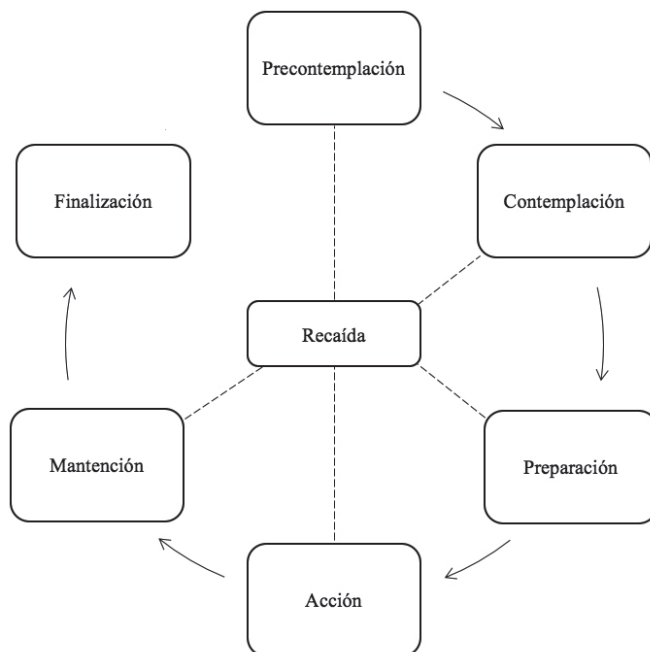 Precontemplación
Finalización
Contemplación
Recaída
Mantención
Preparación
Acción